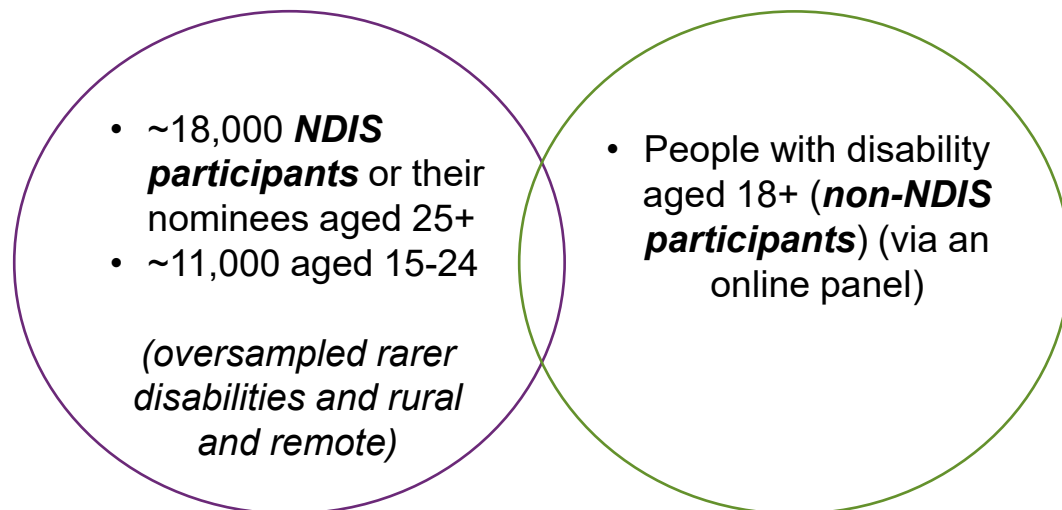 • ~18,000 NDIS
participants or their
nominees aged 25+
• ~11,000 aged 15-24
(oversampled rarer
disabilities and rural
and remote)
• People with disability
aged 18+ (non-NDIS
participants) (via an
online panel)